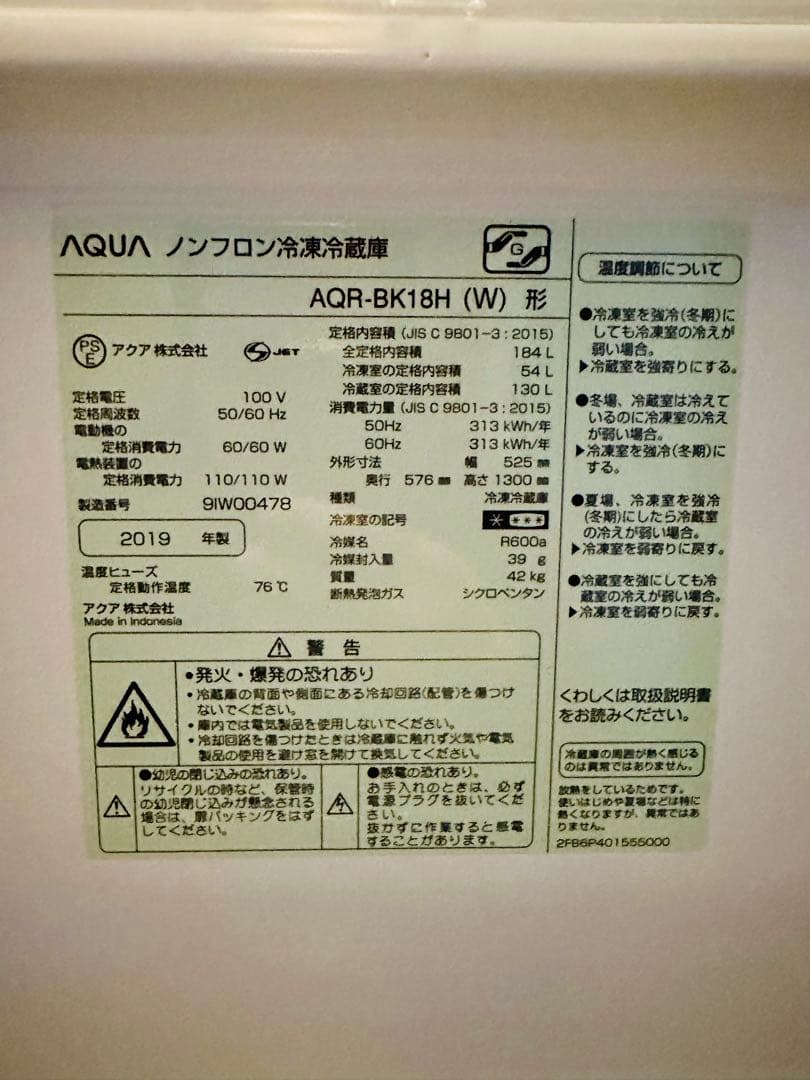 AQUA ノンフロン冷凍冷蔵庫
G
AQR-BK18H (W) 形
PS
E
アクア株式会社
JET
定格電圧 100 V
定格周波数 50/60 Hz
電動機の
定格消費電力 60/60 W
電熱装置の
定格消費電力 110/110 W
製造番号 9IW00478
2019 年製
温度ヒューズ
定格動作温度 76 ℃
アクア株式会社
Made in Indonesia
定格内容積 (JIS C 9801-3 : 2015)
全定格内容積 184 L
冷凍室の定格内容積 54 L
冷蔵室の定格内容積 130 L
消費電力量 (JIS C 9801-3 : 2015)
50Hz 313 kWh/年
60Hz 313 kWh/年
外形寸法 幅 525 ㎜
奥行 576 ㎜ 高さ 1300 ㎜
種類 冷凍冷蔵庫
冷凍室の記号
冷媒名 R600a
冷媒封入量 39 g
質量 42 kg
断熱発泡ガス シクロペンタン
警告
●発火・爆発の恐れあり
・冷蔵庫の背面や側面にある冷却回路(配管)を傷つけ
ないでください。
・庫内では電気製品を使用しないでください。
・冷却回路を傷つけたときは冷蔵庫に触れず火気や電気
製品の使用を避け窓を開けて換気してください。
●幼児の閉じ込みの恐れあり。
リサイクルの時など、保管時
の幼児閉じ込みが懸念される
場合は、扉パッキングをはず
してください。
●感電の恐れあり。
お手入れのときは、必ず
電源プラグを抜いてくだ
さい。
抜かずに作業すると感電
することがあります。
温度調節について
●冷凍室を強冷(冬期)に
しても冷凍室の冷えが
弱い場合。
▶冷蔵室を強寄りにする。
●冬場、冷蔵室は冷えて
いるのに冷凍室の冷え
が弱い場合。
▶冷凍室を強冷(冬期)に
する。
●夏場、冷凍室を強冷
(冬期)にしたら冷蔵室
の冷えが弱い場合。
▶冷凍室を弱寄りに戻す。
●冷蔵室を強にしても冷
蔵室の冷えが弱い場合。
▶冷凍室を弱寄りに戻す。
くわしくは取扱説明書
をお読みください。
冷蔵庫の周囲が熱く感じる
のは異常ではありません。
放熱をしているためです。
使いはじめや夏場などは特に
熱くなりますが、異常ではあ
りません。
2FB6P401555000